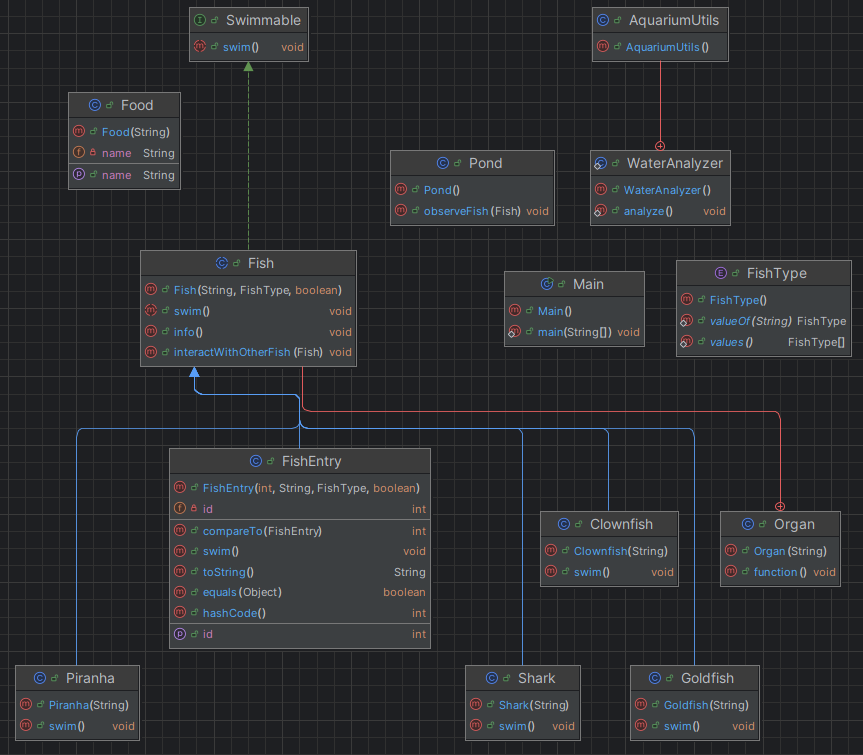 Swimmable
swim() void
AquariumUtils
AquariumUtils()
Food
Food(String)
name String
name String
Pond
Pond()
observeFish(Fish) void
WaterAnalyzer
WaterAnalyzer()
analyze() void
Fish
Fish(String, FishType, boolean)
swim() void
info() void
interactWithOtherFish(Fish) void
Main
Main()
main(String[]) void
FishType
FishType()
valueOf(String) FishType
values() FishType[]
FishEntry
FishEntry(int, String, FishType, boolean)
id int
compareTo(FishEntry) int
swim() void
toString() String
equals(Object) boolean
hashCode() int
id int
Clownfish
Clownfish(String)
swim() void
Organ
Organ(String)
function() void
Piranha
Piranha(String)
swim() void
Shark
Shark(String)
swim() void
Goldfish
Goldfish(String)
swim() void